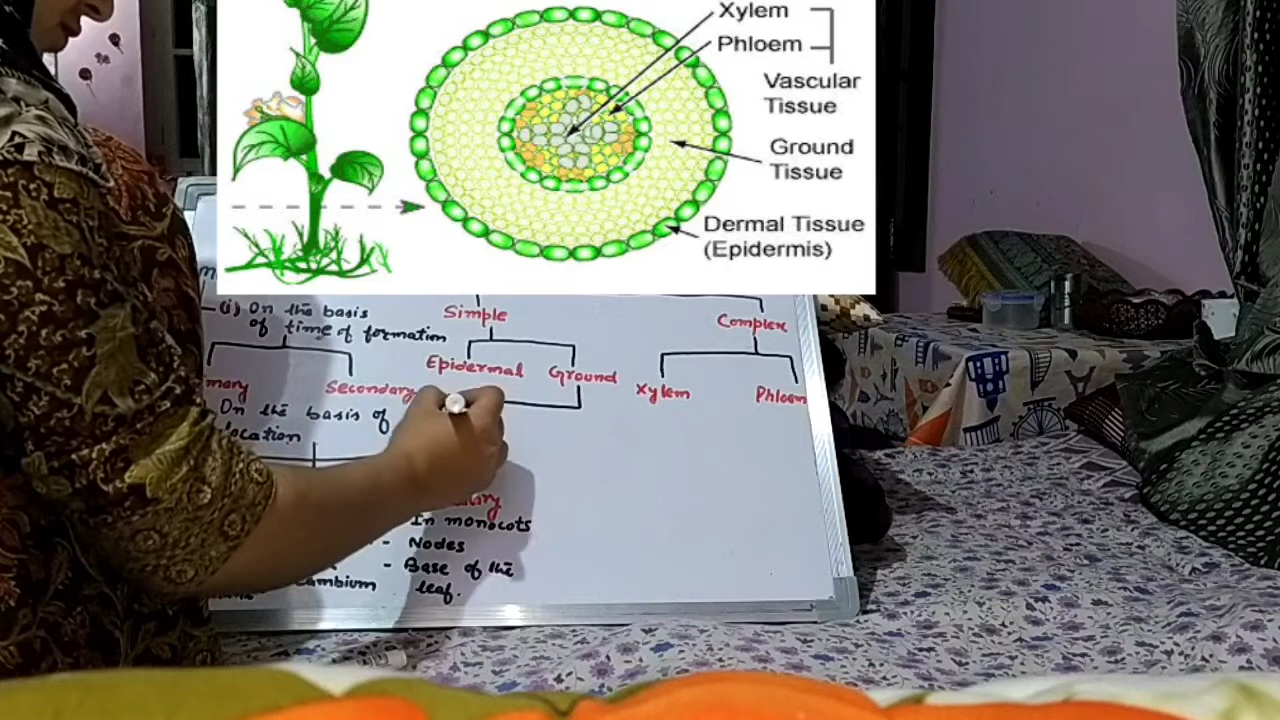 Xylem
Phloem
Vascular
Tissue
Ground
Tissue
Dermal Tissue
(Epidermis)
(i) On the basis
of time of formation
Secondary
On the basis of
location
Simple
Epidermal Ground
Complex
Xylem Phloem
In monocots
- Nodes
- Base of the
leaf.
cambium